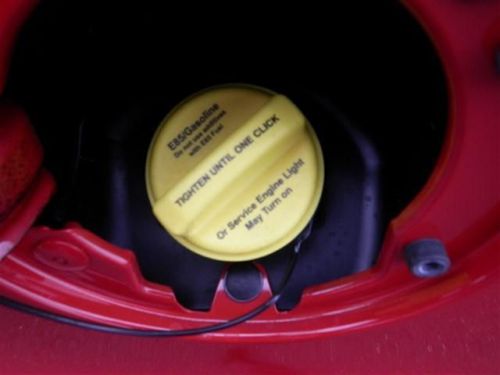 E85/Gasoline
Do not use additives
with E85 Fuel
TIGHTEN UNTIL ONE CLICK
Or Service Engine Light
May Turn on